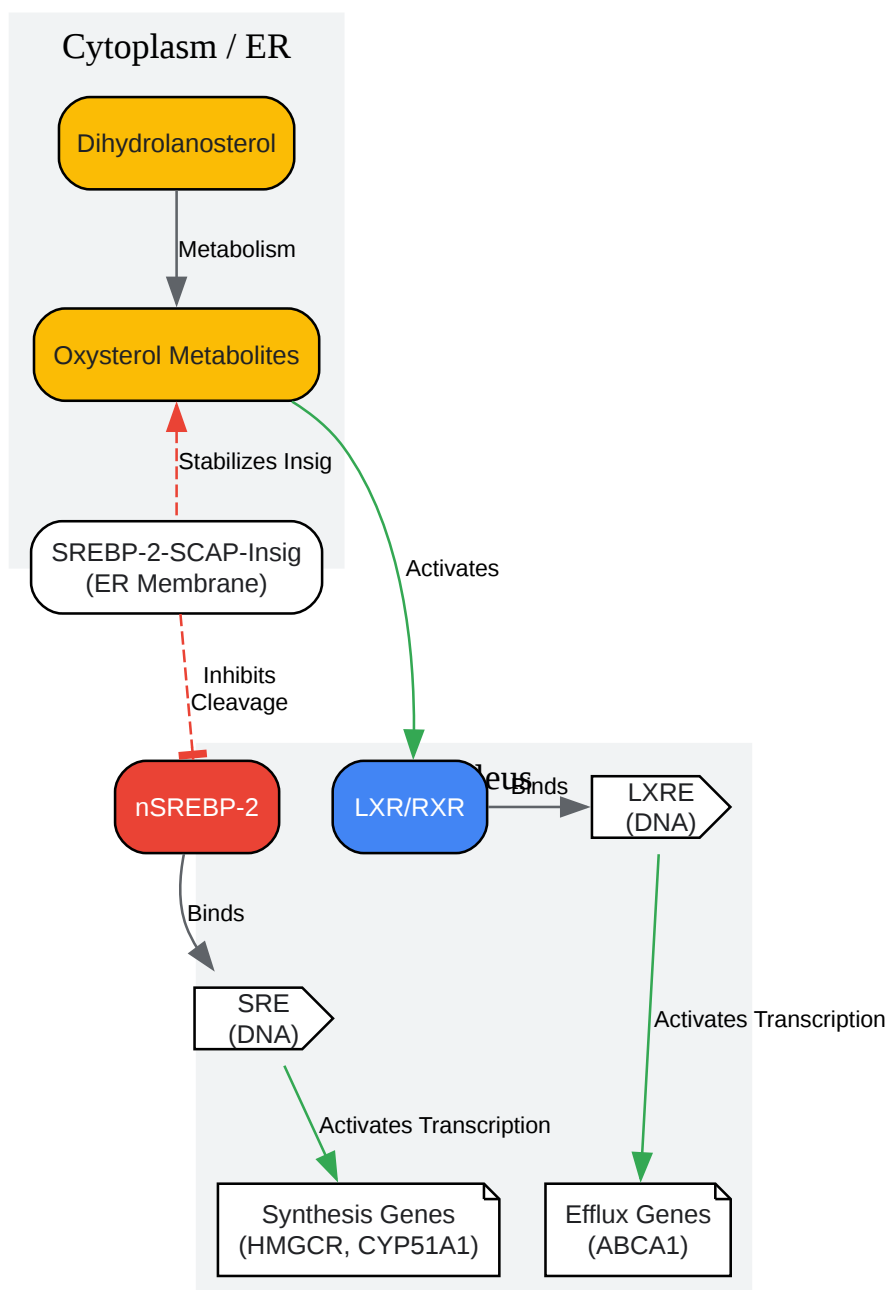 Cytoplasm / ER
Dihydrolanosterol
Metabolism
Oxysterol Metabolites
Stabilizes Insig
SREBP-2-SCAP-Insig
(ER Membrane)
Activates
Inhibits
Cleavage
leus
nSREBP-2
LXR/RXR
Binds
LXRE
(DNA)
Binds
SRE
(DNA)
Activates Transcription
Activates Transcription
Synthesis Genes
(HMGCR, CYP51A1)
Efflux Genes
(ABCA1)